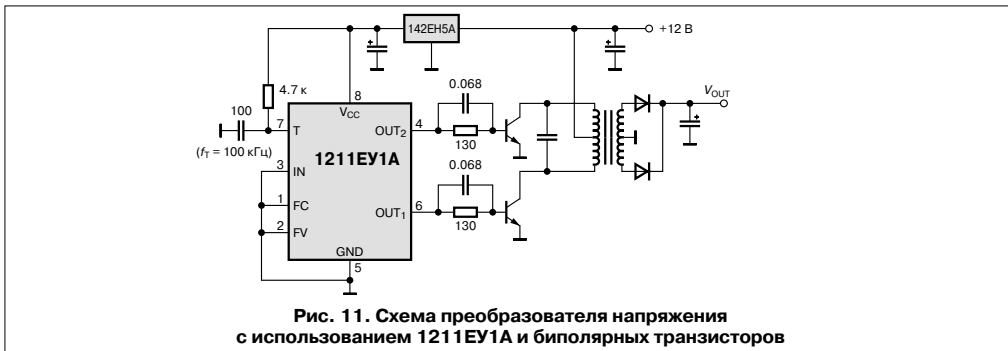 142ЕН5А
+12 В
4.7 к
0.068
V_OUT
8
V_CC
100
7
T
OUT_2
4
130
(f_T = 100 кГц)
1211ЕУ1А
3
IN
0.068
1
FC
OUT_1
6
2
FV
130
GND
5
Рис. 11. Схема преобразователя напряжения
с использованием 1211ЕУ1А и биполярных транзисторов